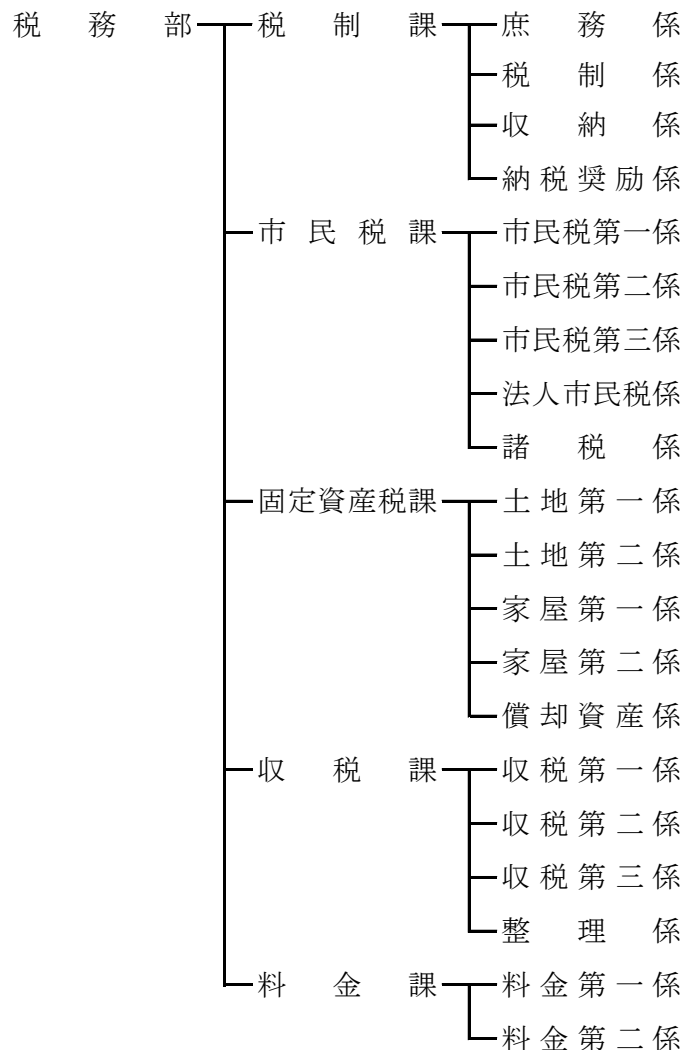 税務部 税制課 庶務係
税制係
収納係
納税奨励係
市民税課 市民税第一係
市民税第二係
市民税第三係
法人市民税係
諸税係
固定資産税課 土地第一係
土地第二係
家屋第一係
家屋第二係
償却資産係
収税課 収税第一係
収税第二係
収税第三係
整理係
料金課 料金第一係
料金第二係